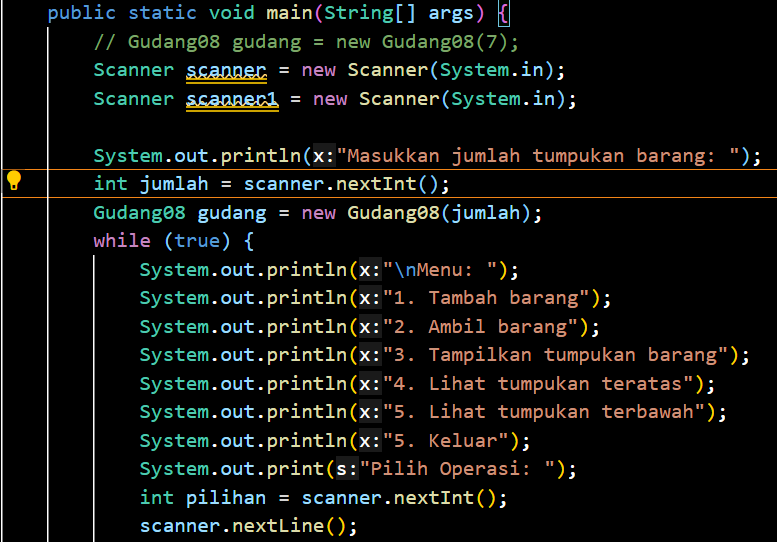 public static void main(String[] args) {
// Gudang08 gudang = new Gudang08(7);
Scanner scanner = new Scanner(System.in);
Scanner scanner1 = new Scanner(System.in);
System.out.println(x:"Masukkan jumlah tumpukan barang: ");
int jumlah = scanner.nextInt();
Gudang08 gudang = new Gudang08(jumlah);
while (true) {
System.out.println(x:"\nMenu: ");
System.out.println(x:"1. Tambah barang");
System.out.println(x:"2. Ambil barang");
System.out.println(x:"3. Tampilkan tumpukan barang");
System.out.println(x:"4. Lihat tumpukan teratas");
System.out.println(x:"5. Lihat tumpukan terbawah");
System.out.println(x:"5. Keluar");
System.out.print(s:"Pilih Operasi: ");
int pilihan = scanner.nextInt();
scanner.nextLine();